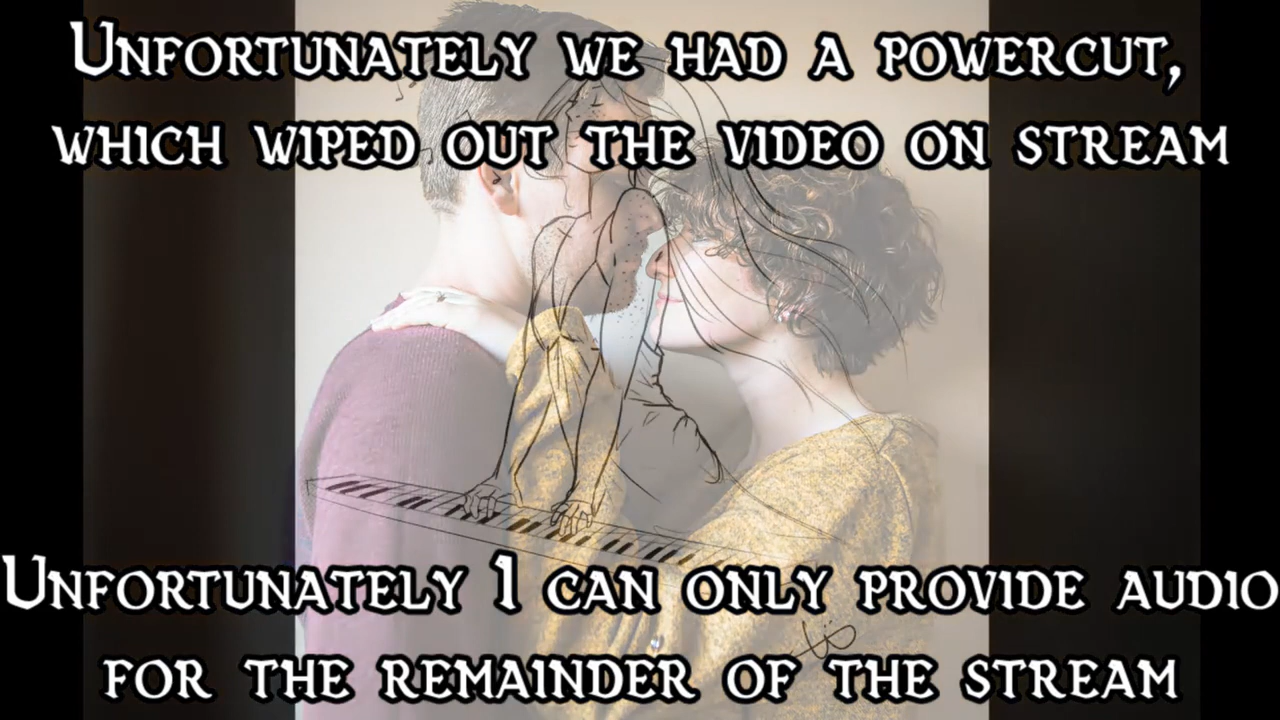 Unfortunately we had a powercut,
which wiped out the video on stream
Unfortunately I can only provide audio
for the remainder of the stream